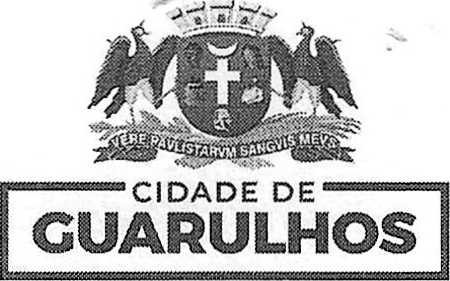 VERE PAVLISTARVM SANGVIS MEVS
CIDADE DE
GUARULHOS